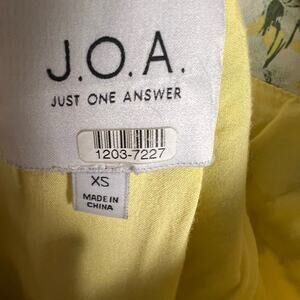 J.O.A.
JUST ONE ANSWER
1203-7227
XS
MADE IN
CHINA